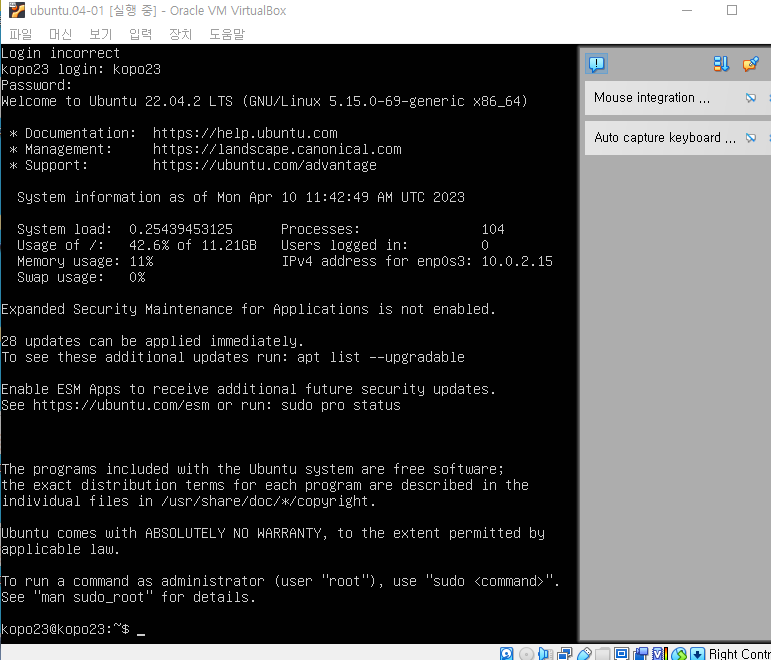 ubuntu.04-01 [실행 중] - Oracle VM VirtualBox
파일 머신 보기 입력 장치 도움말
Login incorrect
kopo23 login: kopo23
Password:
Welcome to Ubuntu 22.04.2 LTS (GNU/Linux 5.15.0-69-generic x86_64)
* Documentation:  https://help.ubuntu.com
* Management:     https://landscape.canonical.com
* Support:        https://ubuntu.com/advantage
System information as of Mon Apr 10 11:42:49 AM UTC 2023
System load:  0.25439453125      Processes:               104
Usage of /:   42.6% of 11.21GB   Users logged in:         0
Memory usage: 11%                IPv4 address for enp0s3: 10.0.2.15
Swap usage:   0%
Expanded Security Maintenance for Applications is not enabled.
28 updates can be applied immediately.
To see these additional updates run: apt list --upgradable
Enable ESM Apps to receive additional future security updates.
See https://ubuntu.com/esm or run: sudo pro status
The programs included with the Ubuntu system are free software;
the exact distribution terms for each program are described in the
individual files in /usr/share/doc/*/copyright.
Ubuntu comes with ABSOLUTELY NO WARRANTY, to the extent permitted by
applicable law.
To run a command as administrator (user "root"), use "sudo <command>".
See "man sudo_root" for details.
kopo23@kopo23:~$ _
Mouse integration ...
Auto capture keyboard ...
Right Contr